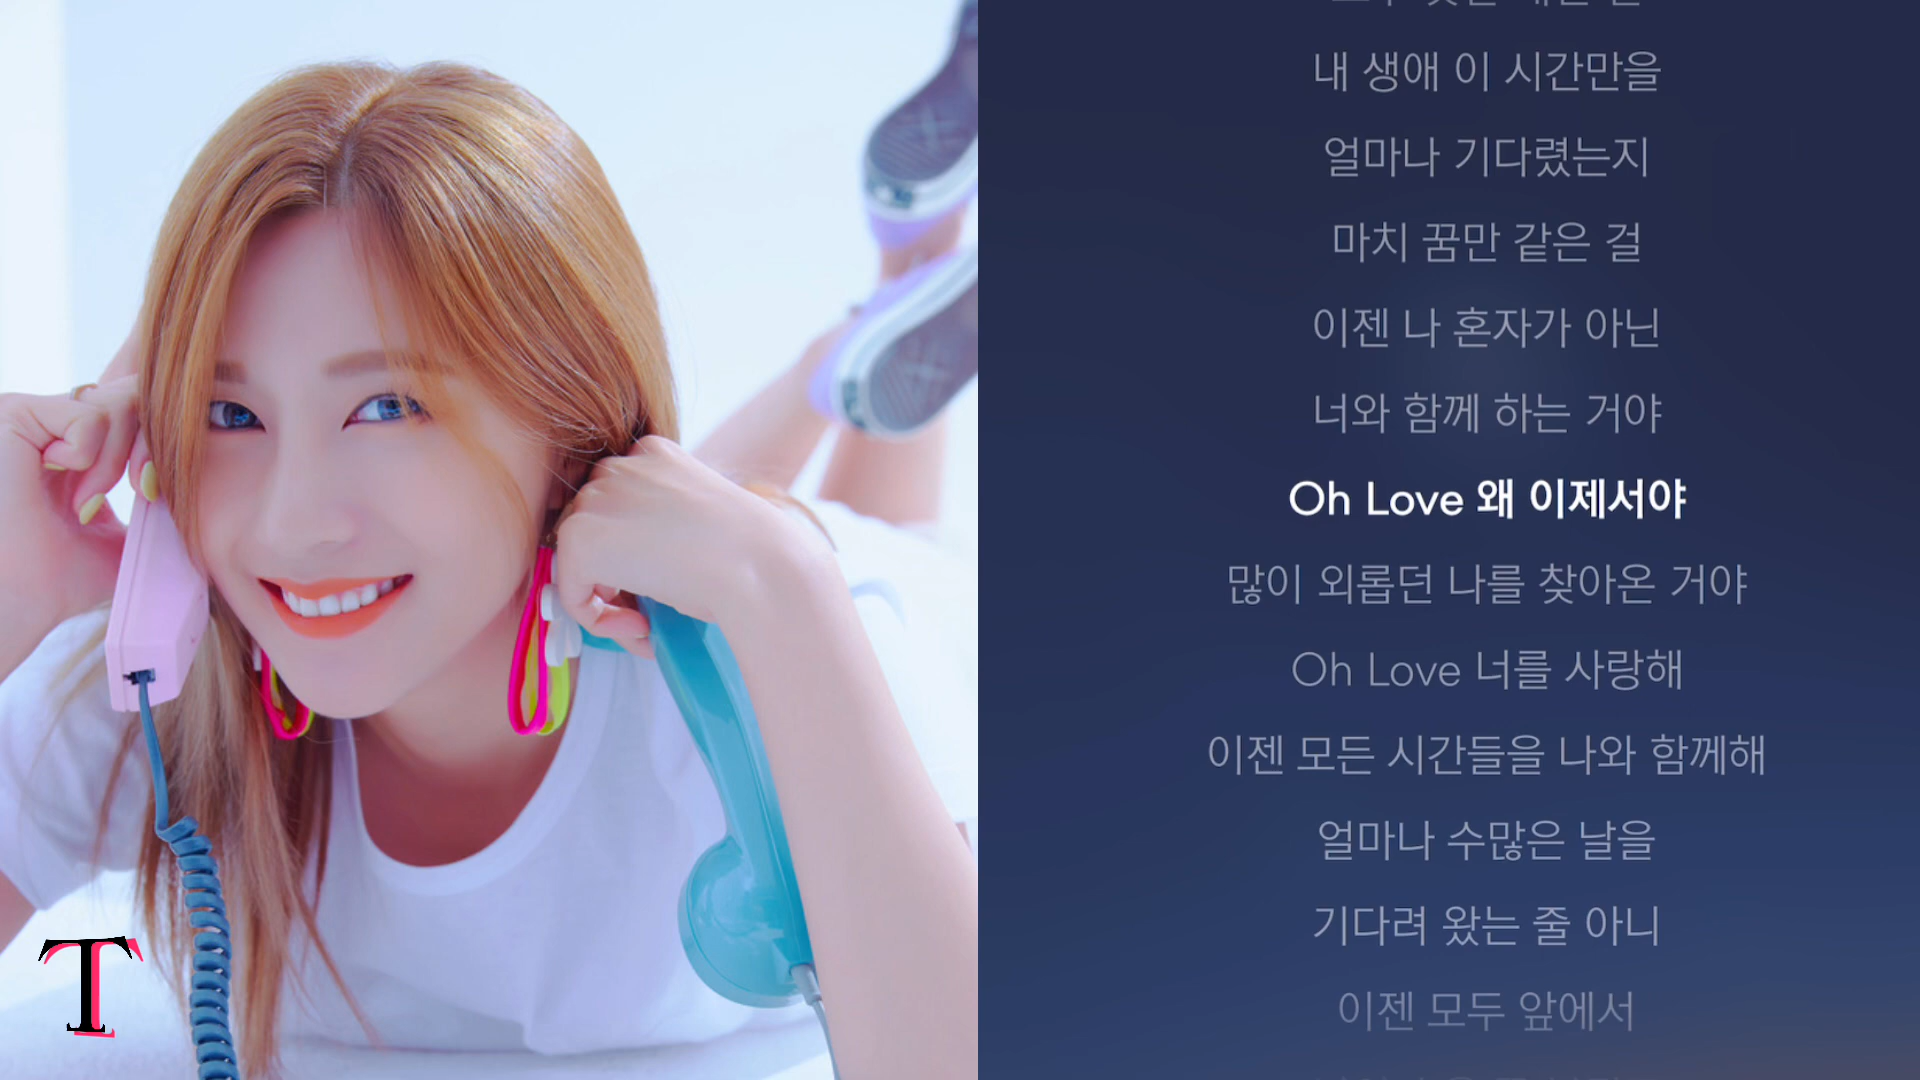 내 생애 이 시간만을
얼마나 기다렸는지
마치 꿈만 같은 걸
이젠 나 혼자가 아닌
너와 함께 하는 거야
Oh Love 왜 이제서야
많이 외롭던 나를 찾아온 거야
Oh Love 너를 사랑해
이젠 모든 시간들을 나와 함께해
얼마나 수많은 날을
기다려 왔는 줄 아니
이젠 모두 앞에서
T